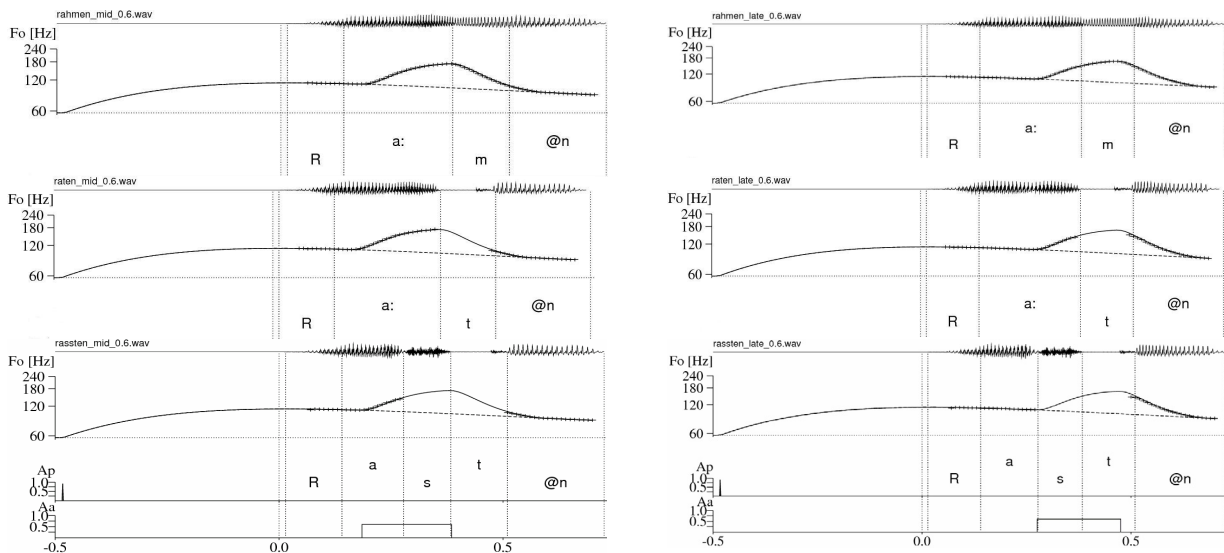 rahmen_mid_0.6.wav
Fo [Hz]
240
180
120
60
a:
@n
R
m
raten_mid_0.6.wav
Fo [Hz]
240
180
120
60
a:
@n
R
t
rassten_mid_0.6.wav
Fo [Hz]
240
180
120
60
a
t
R
s
@n
Ap
1.0
0.5
Aa
1.0
0.5
-0.5
0.0
0.5
rahmen_late_0.6.wav
Fo [Hz]
240
180
120
60
a:
@n
R
m
raten_late_0.6.wav
Fo [Hz]
240
180
120
60
a:
@n
R
t
rassten_late_0.6.wav
Fo [Hz]
240
180
120
60
a
t
R
s
@n
Ap
1.0
0.5
Aa
1.0
0.5
-0.5
0.0
0.5